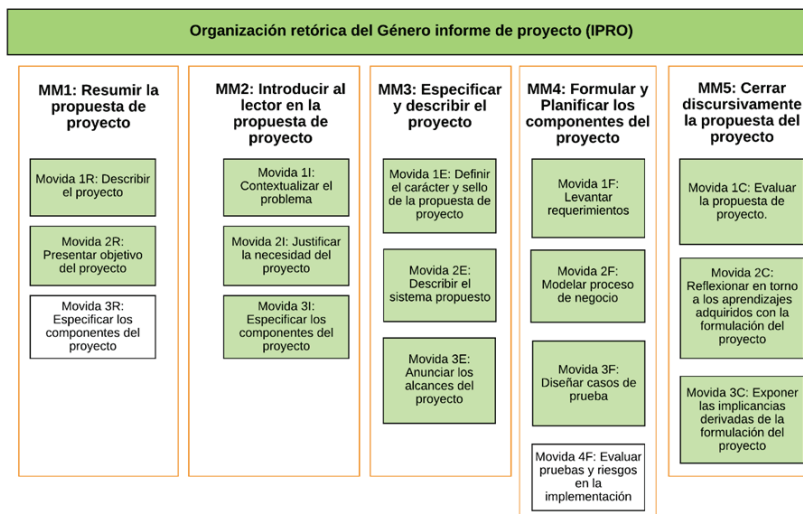 Organización retórica del Género informe de proyecto (IPRO)
MM1: Resumir la
propuesta de
proyecto
Movida 1R: Describir
el proyecto
Movida 2R:
Presentar objetivo
del proyecto
Movida 3R:
Especificar los
componentes del
proyecto
MM2: Introducir al
lector en la
propuesta de
proyecto
Movida 1I:
Contextualizar el
problema
Movida 2I: Justificar
la necesidad del
proyecto
Movida 3I:
Especificar los
componentes del
proyecto
MM3: Especificar
y describir el
proyecto
Movida 1E: Definir
el carácter y sello
de la propuesta de
proyecto
Movida 2E:
Describir el
sistema propuesto
Movida 3E:
Anunciar los
alcances del
proyecto
MM4: Formular y
Planificar los
componentes del
proyecto
Movida 1F:
Levantar
requerimientos
Movida 2F:
Modelar proceso
de negocio
Movida 3F:
Diseñar casos de
prueba
Movida 4F: Evaluar
pruebas y riesgos
en la
implementación
MM5: Cerrar
discursivamente
la propuesta del
proyecto
Movida 1C: Evaluar
la propuesta de
proyecto.
Movida 2C:
Reflexionar en torno
a los aprendizajes
adquiridos con la
formulación del
proyecto
Movida 3C: Exponer
las implicancias
derivadas de la
formulación del
proyecto